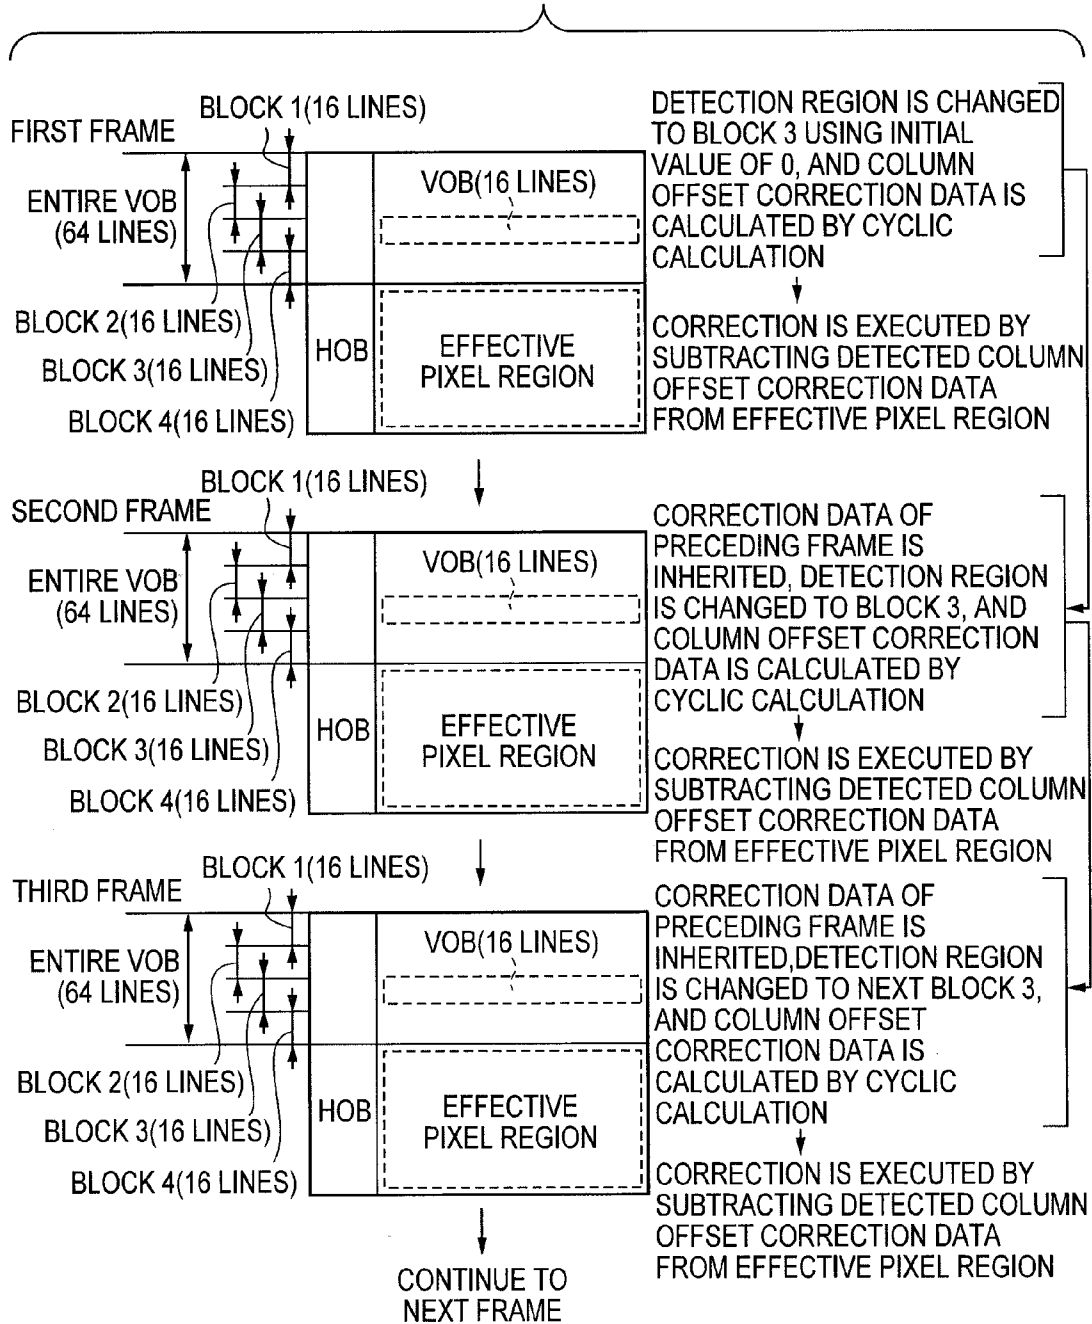 BLOCK 1(16 LINES)
FIRST FRAME
ENTIRE VOB
(64 LINES)
BLOCK 2(16 LINES)
BLOCK 3(16 LINES)
BLOCK 4(16 LINES)
VOB(16 LINES)
HOB
EFFECTIVE
PIXEL REGION
DETECTION REGION IS CHANGED
TO BLOCK 3 USING INITIAL
VALUE OF 0, AND COLUMN
OFFSET CORRECTION DATA IS
CALCULATED BY CYCLIC
CALCULATION
CORRECTION IS EXECUTED BY
SUBTRACTING DETECTED COLUMN
OFFSET CORRECTION DATA
FROM EFFECTIVE PIXEL REGION
BLOCK 1(16 LINES)
SECOND FRAME
ENTIRE VOB
(64 LINES)
BLOCK 2(16 LINES)
BLOCK 3(16 LINES)
BLOCK 4(16 LINES)
VOB(16 LINES)
HOB
EFFECTIVE
PIXEL REGION
CORRECTION DATA OF
PRECEDING FRAME IS
INHERITED, DETECTION REGION
IS CHANGED TO BLOCK 3, AND
COLUMN OFFSET CORRECTION
DATA IS CALCULATED BY
CYCLIC CALCULATION
CORRECTION IS EXECUTED BY
SUBTRACTING DETECTED COLUMN
OFFSET CORRECTION DATA
FROM EFFECTIVE PIXEL REGION
BLOCK 1(16 LINES)
THIRD FRAME
ENTIRE VOB
(64 LINES)
BLOCK 2(16 LINES)
BLOCK 3(16 LINES)
BLOCK 4(16 LINES)
VOB(16 LINES)
HOB
EFFECTIVE
PIXEL REGION
CORRECTION DATA OF
PRECEDING FRAME IS
INHERITED,DETECTION REGION
IS CHANGED TO NEXT BLOCK 3,
AND COLUMN OFFSET
CORRECTION DATA IS
CALCULATED BY CYCLIC
CALCULATION
CORRECTION IS EXECUTED BY
SUBTRACTING DETECTED COLUMN
OFFSET CORRECTION DATA
FROM EFFECTIVE PIXEL REGION
CONTINUE TO
NEXT FRAME